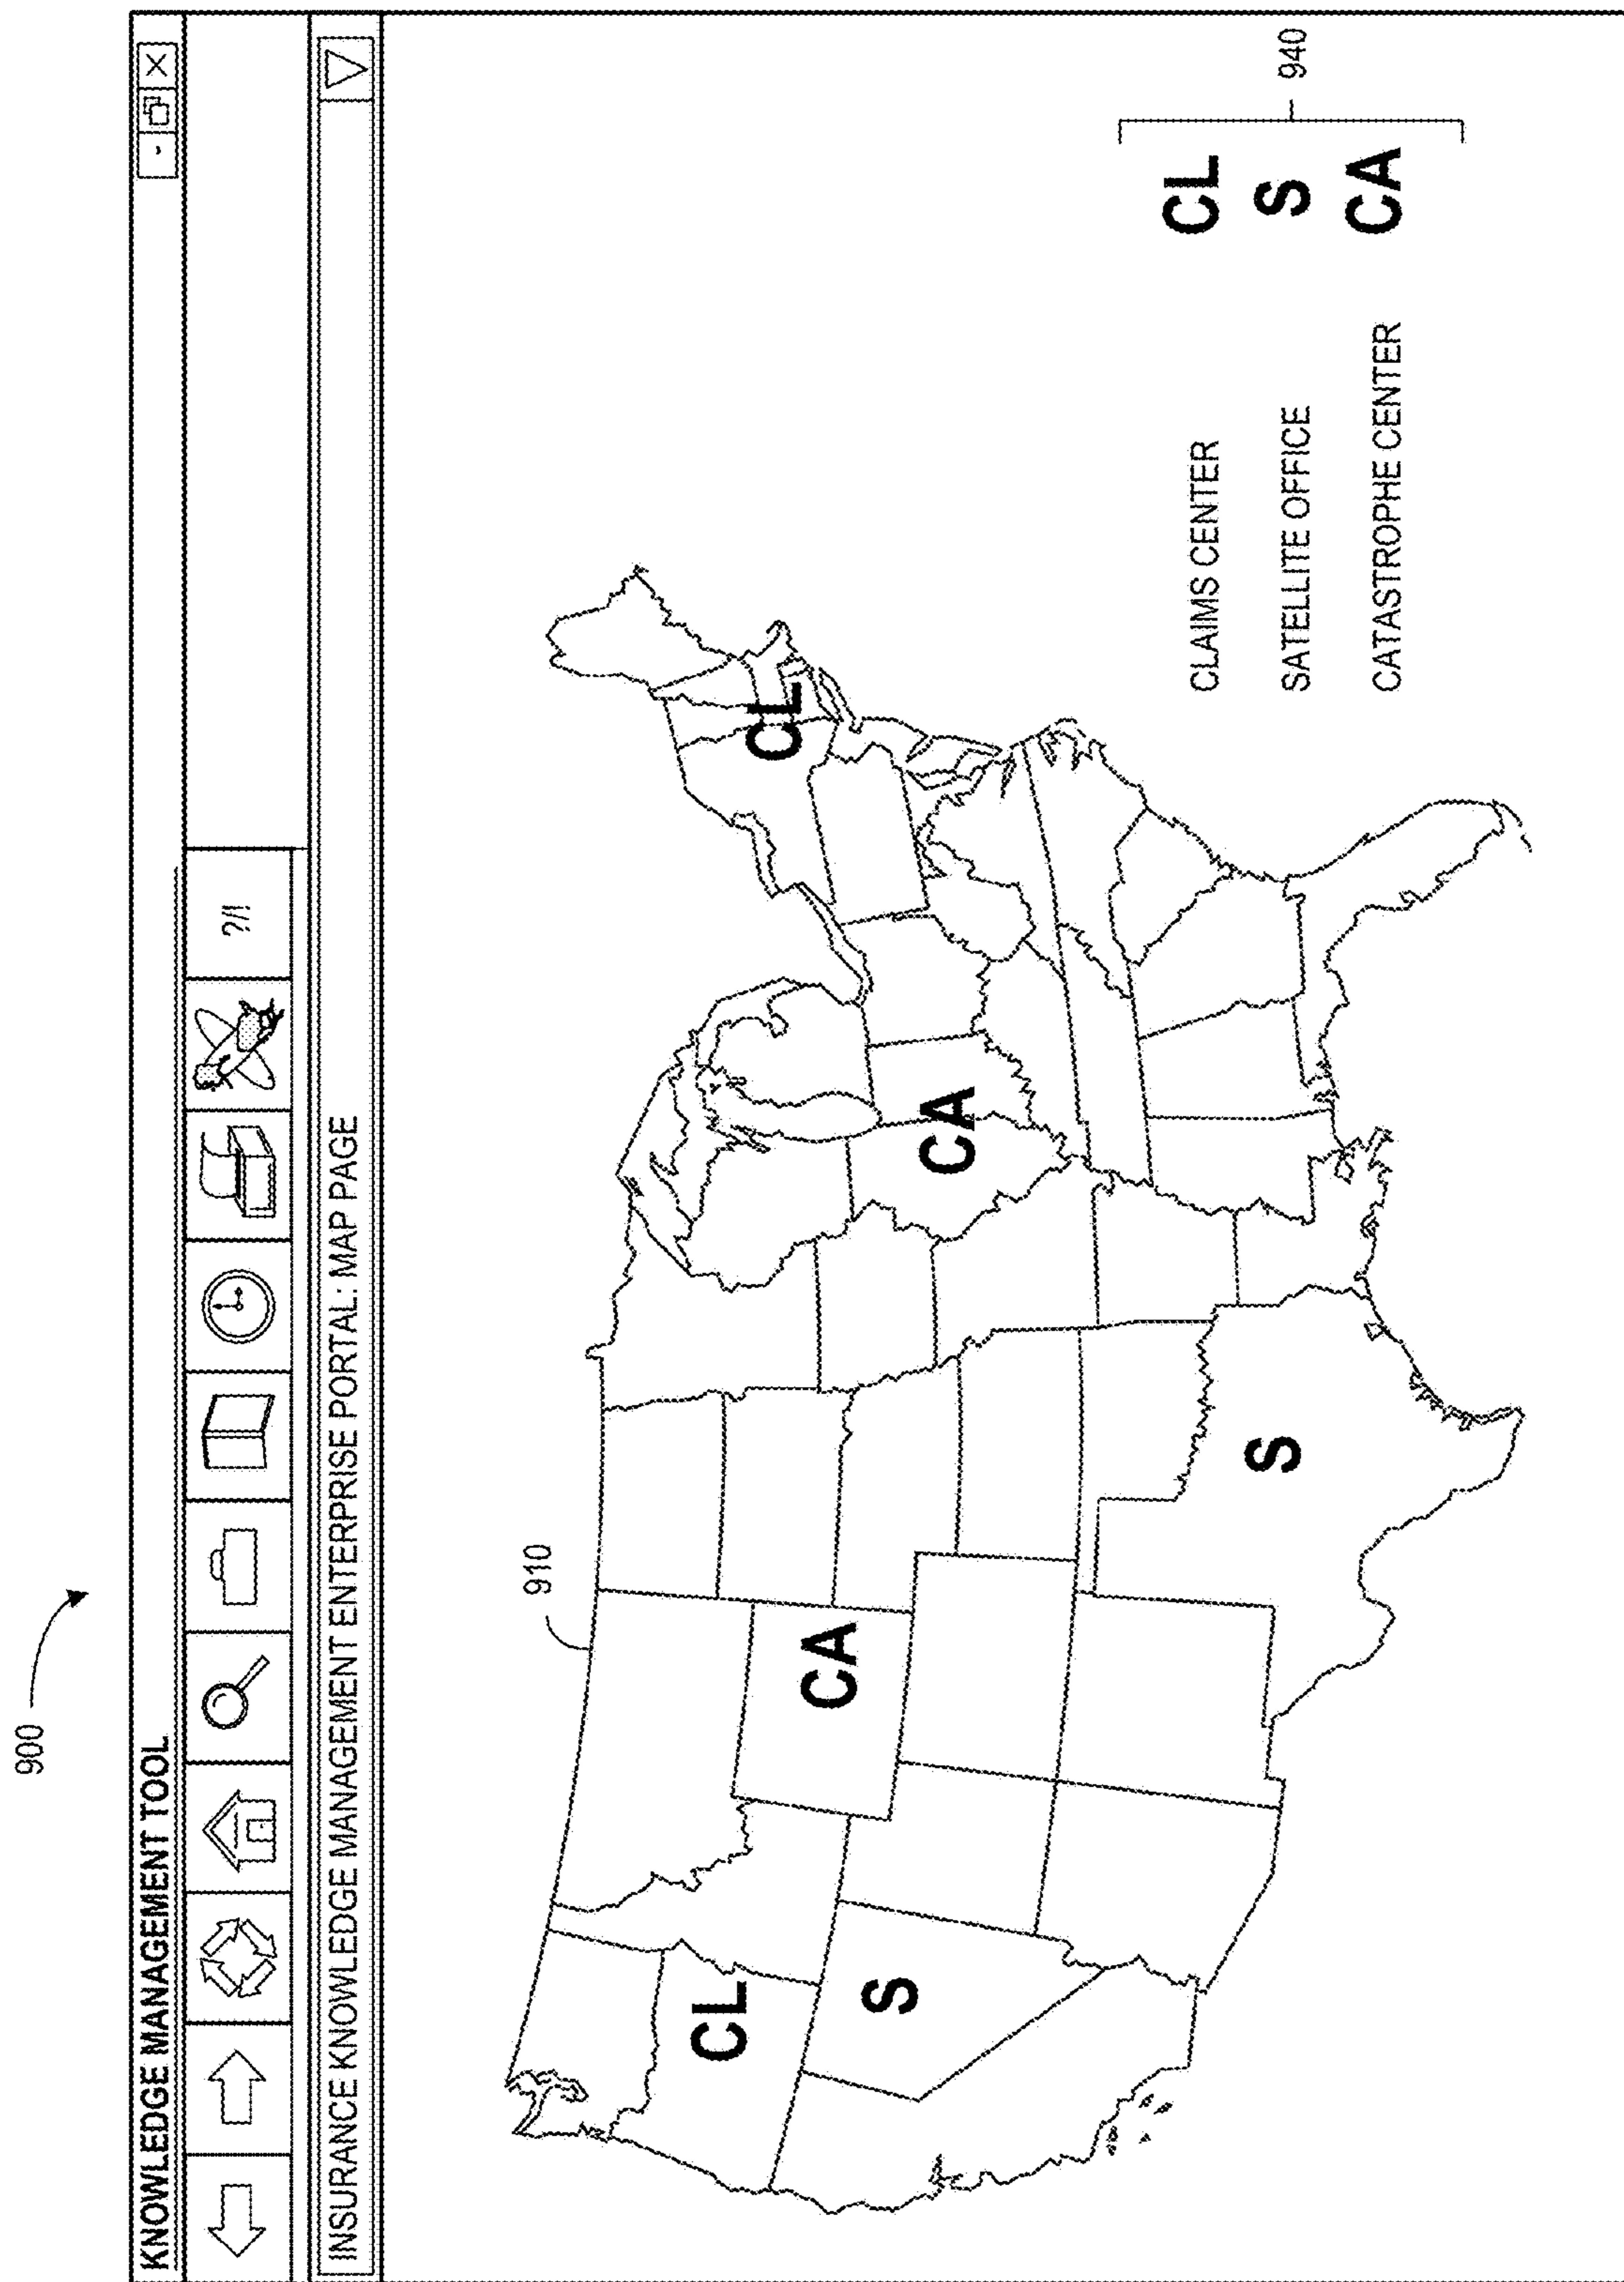 900
KNOWLEDGE MANAGEMENT TOOL
?/!
INSURANCE KNOWLEDGE MANAGEMENT ENTERPRISE PORTAL: MAP PAGE
910
CL
CL
CA
S
CA
S
CLAIMS CENTER CL
SATELLITE OFFICE S
CATASTROPHE CENTER CA
940